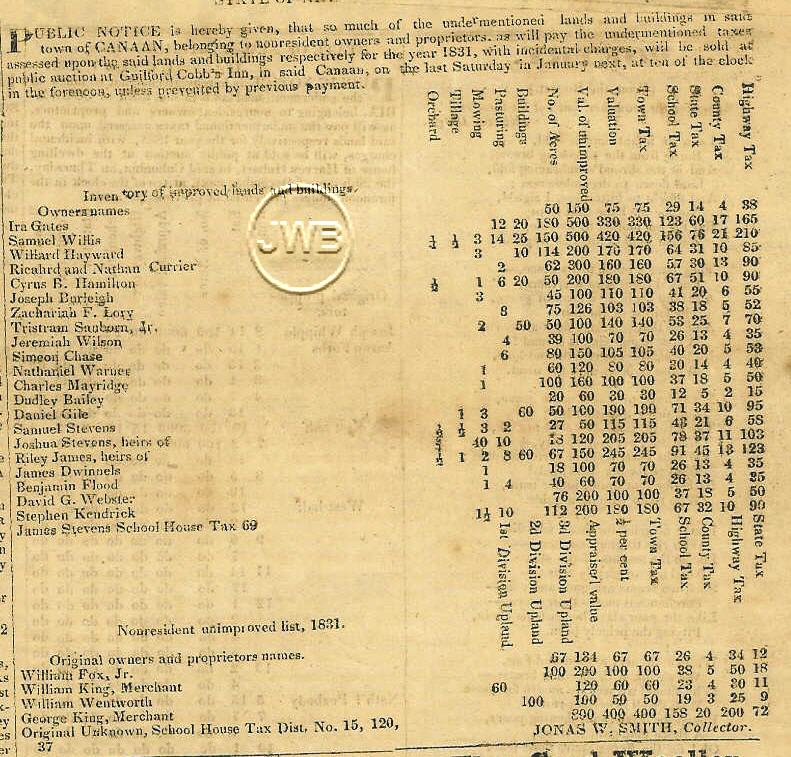 STATE OF
PUBLIC NOTICE is hereby given, that so much of the undermentioned lands and buildings in said
town of CANAAN, belonging to nonresident owners and proprietors. as will pay the undermentioned taxes
assessed upon the said lands and buildings respectively for the year 1831, with incidental charges, will be sold at
public auction at Guilford Cobb's Inn, in said Canaan, on the last Saturday in January next, at ten of the clock
in the forenoon, unless prevented by previous payment.
Orchard Tillage Mowing Pasturing Buildings No. of Acres Val. of unimproved Valuation Town Tax School Tax State Tax County Tax Highway Tax
Inventory of improved lands and buildings.
JWB
Owners names 50 150 75 75 29 14 4 38
Ira Gates 12 20 180 500 330 330 123 60 17 165
Samuel Willis 3 14 25 150 500 420 420 156 76 21 210
Willard Hayward 3 10 114 200 170 170 64 31 10 85
Ricahrd and Nathan Currier 2 62 300 160 160 57 30 13 90
Cyrus B. Hamilton ½ 1 6 20 50 200 180 180 67 51 10 90
Joseph Burleigh 3 45 100 110 110 41 20 6 55
Zachariah F. Lory 8 75 126 103 103 38 18 5 52
Tristram Sanborn, Jr. 2 50 50 100 140 140 53 25 7 70
Jeremiah Wilson 4 39 100 70 70 26 13 4 35
Simeon Chase 6 80 150 105 105 40 20 5 53
Nathaniel Warner 1 60 120 80 80 30 14 4 40
Charles Mayridge 1 100 160 100 100 37 18 5 50
Dudley Bailey 20 60 30 30 12 5 2 15
Daniel Gile 1 3 60 50 100 190 190 71 34 10 95
Samuel Stevens ½ 3 2 27 50 115 115 43 21 6 58
Joshua Stevens, heirs of 40 10 18 120 205 205 78 37 11 103
Riley James, heirs of 1 2 8 60 67 150 245 245 91 45 13 123
James Dwinnels 1 18 100 70 70 26 13 4 35
Benjamin Flood 1 4 40 60 70 70 26 13 4
David G. Webster 76 200 100 100 37 18 5 50
Stephen Kendrick 1½ 10 112 200 180 180 67 32 10 90
James Stevens School House Tax 69
1st Division Upland 2d Division Upland 3d Division Upland Appraised value ½ per cent Town Tax School Tax County Tax Highway Tax State Tax
Nonresident unimproved list, 1831.
Original owners and proprietors names. 67 134 67 67 26 4 34 12
William Fox, Jr. 100 200 100 100 38 5 50 18
William King, Merchant 60 120 60 60 23 4 30 11
William Wentworth 100 100 50 50 19 3 25 9
George King, Merchant 800 400 400 158 20 200 72
Original Unknown, School House Tax Dist. No. 15, 120,
37
JONAS W. SMITH, Collector.